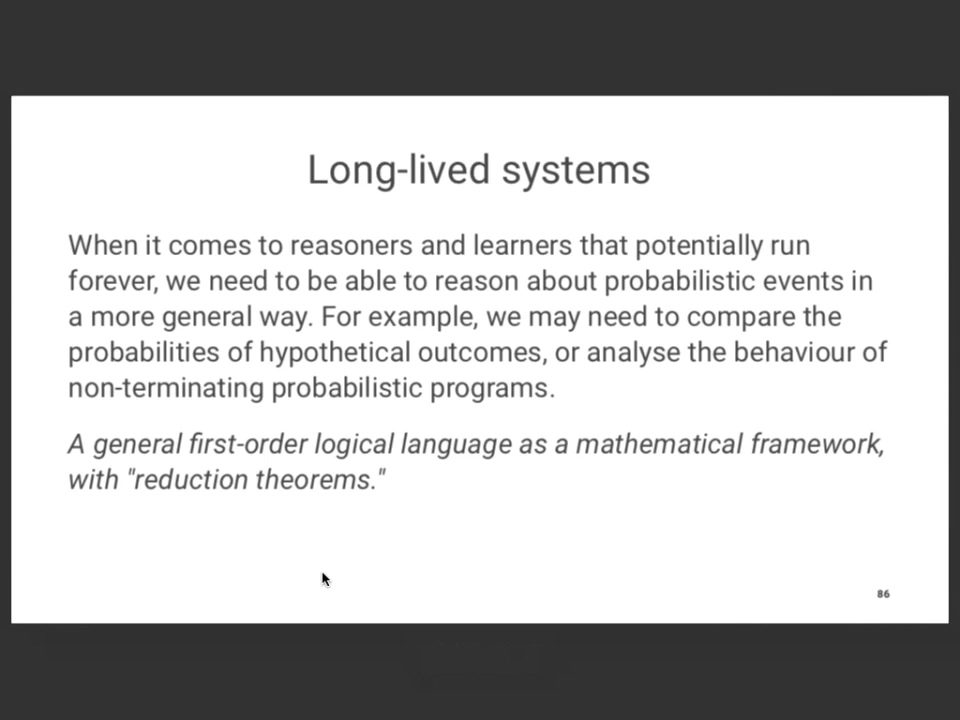 Long-lived systems
When it comes to reasoners and learners that potentially run
forever, we need to be able to reason about probabilistic events in
a more general way. For example, we may need to compare the
probabilities of hypothetical outcomes, or analyse the behaviour of
non-terminating probabilistic programs.
A general first-order logical language as a mathematical framework,
with "reduction theorems."
86